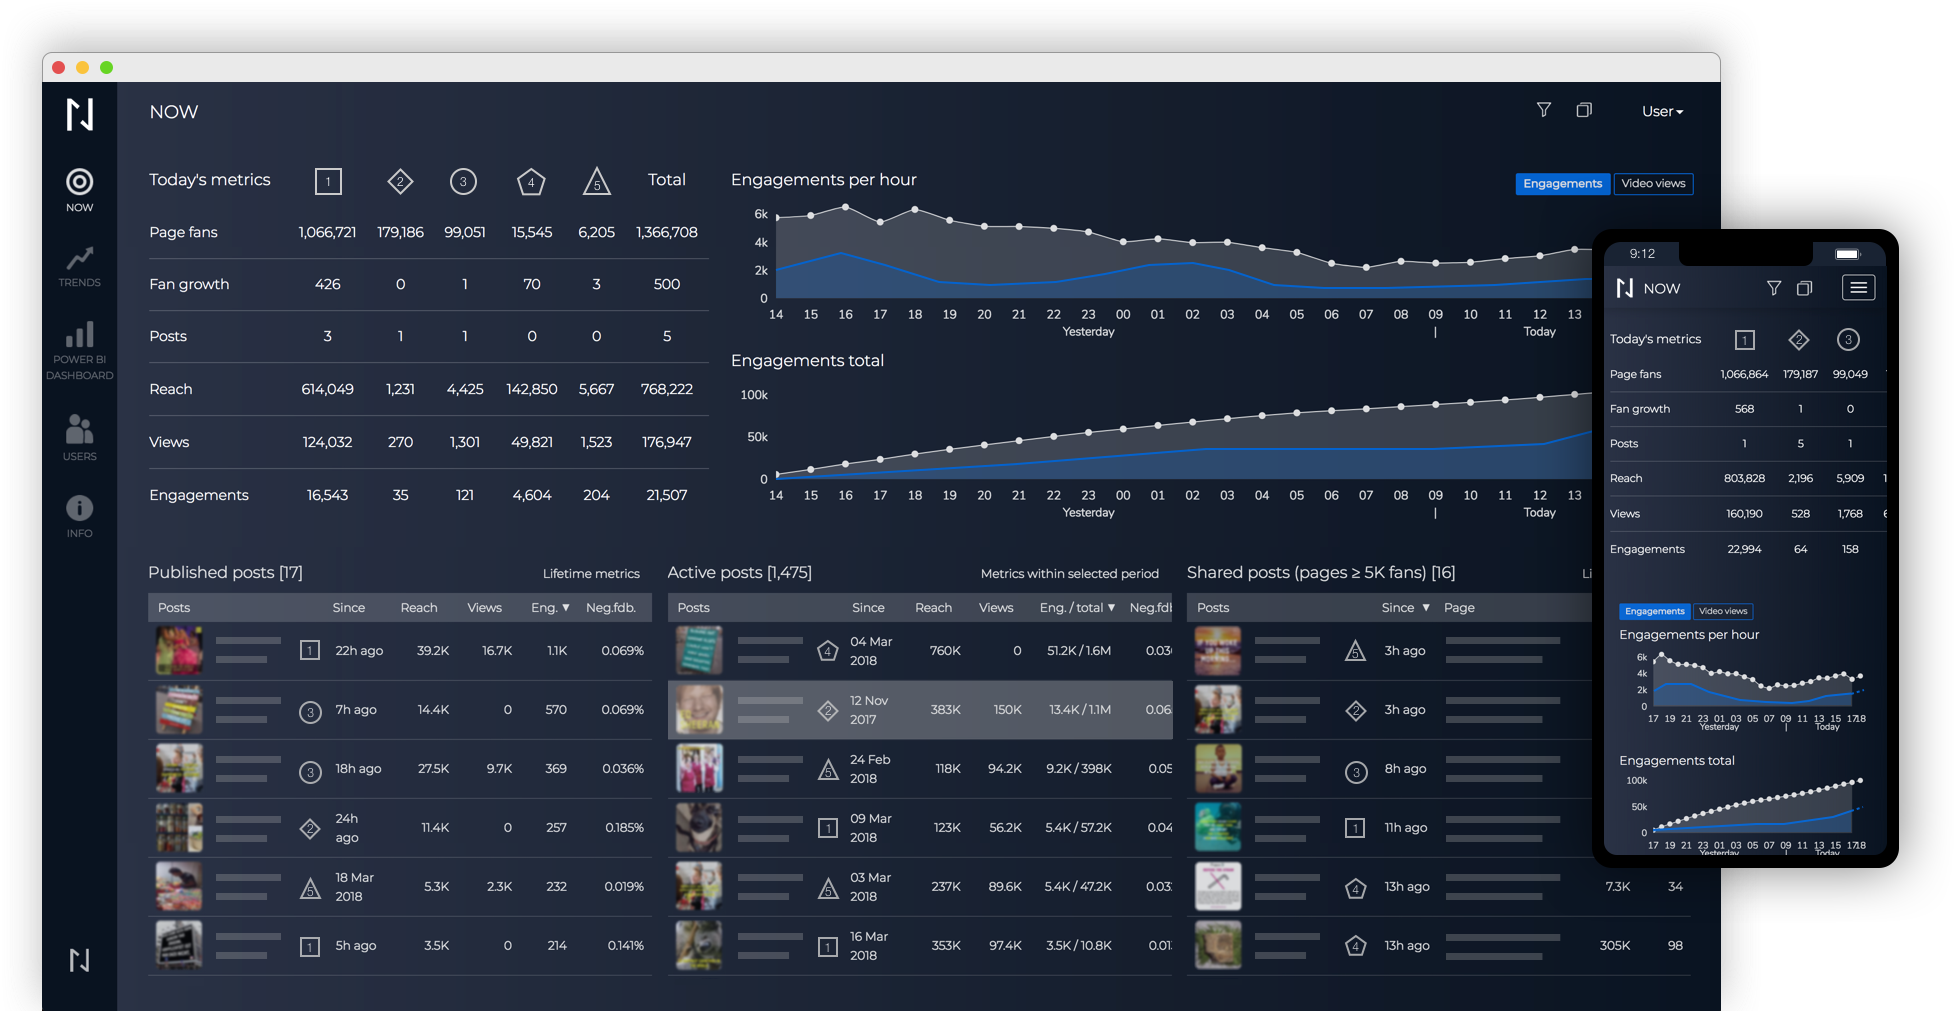 NOW
User
NOW
TRENDS
POWER BI
DASHBOARD
USERS
INFO
Today's metrics 1 2 3 4 5 Total
Page fans 1,066,721 179,186 99,051 15,545 6,205 1,366,708
Fan growth 426 0 1 70 3 500
Posts 3 1 1 0 0 5
Reach 614,049 1,231 4,425 142,850 5,667 768,222
Views 124,032 270 1,301 49,821 1,523 176,947
Engagements 16,543 35 121 4,604 204 21,507
Engagements per hour
Engagements Video views
6k
4k
2k
0
14 15 16 17 18 19 20 21 22 23 00 01 02 03 04 05 06 07 08 09 10 11 12 13
Yesterday | Today
Engagements total
100k
50k
0
14 15 16 17 18 19 20 21 22 23 00 01 02 03 04 05 06 07 08 09 10 11 12 13
Yesterday | Today
Published posts [17] Lifetime metrics
Posts Since Reach Views Eng. ▼ Neg.fdb.
1 22h ago 39.2K 16.7K 1.1K 0.069%
3 7h ago 14.4K 0 570 0.069%
3 18h ago 27.5K 9.7K 369 0.036%
2 24h ago 11.4K 0 257 0.185%
5 18 Mar 2018 5.3K 2.3K 232 0.019%
1 5h ago 3.5K 0 214 0.141%
Active posts [1,475] Metrics within selected period
Posts Since Reach Views Eng. / total ▼ Neg.fd
4 04 Mar 2018 760K 0 51.2K / 1.6M 0.03
2 12 Nov 2017 383K 150K 13.4K / 1.1M 0.06
5 24 Feb 2018 118K 94.2K 9.2K / 398K 0.05
1 09 Mar 2018 123K 56.2K 5.4K / 57.2K 0.04
5 03 Mar 2018 237K 89.6K 5.4K / 47.2K 0.03
1 16 Mar 2018 353K 97.4K 3.5K / 10.8K 0.01
Shared posts (pages ≥ 5K fans) [16] Li
Posts Since ▼ Page
5 3h ago
2 3h ago
3 8h ago
1 11h ago
4 13h ago 7.3K 34
4 13h ago 305K 98
9:12
NOW
Today's metrics 1 2 3
Page fans 1,066,864 179,187 99,049
Fan growth 568 1 0
Posts 1 5 1
Reach 803,828 2,196 5,909 1
Views 160,190 528 1,768
Engagements 22,994 64 158
Engagements Video views
Engagements per hour
6k
4k
2k
0
17 19 21 23 01 03 05 07 09 11 13 15 17 18
Yesterday | Today
Engagements total
100k
50k
0
17 19 21 23 01 03 05 07 09 11 13 15 17 18
Yesterday | Today